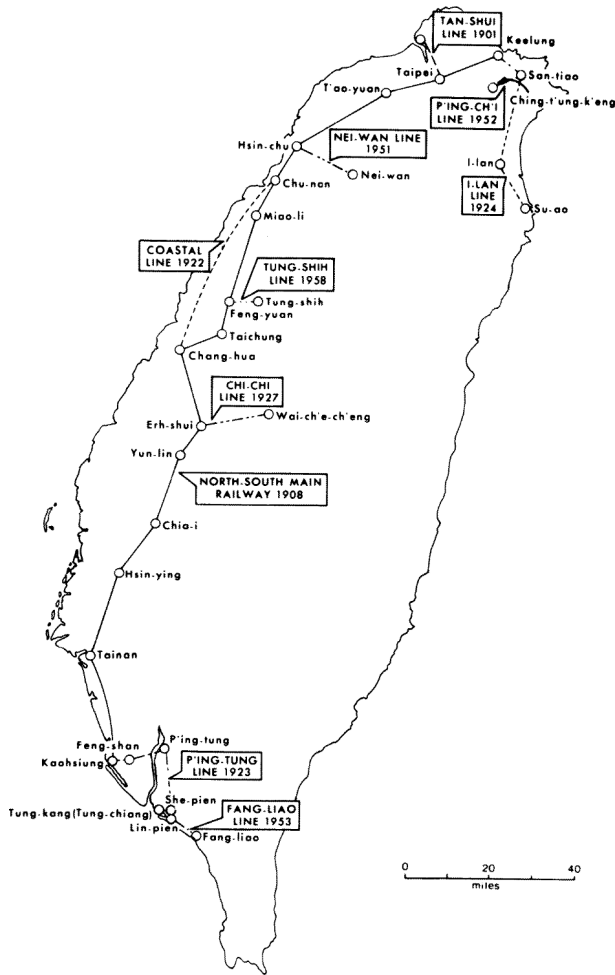 TAN-SHUI
LINE 1901
Keelung
Taipei
San-tiao
T'ao-yuan
P'ING-CH'I
LINE 1952
Ching-t'ung-k'eng
Hsin-chu
NEI-WAN LINE
1951
Nei-wan
I-lan
Chu-nan
I-LAN
LINE
1924
Su-ao
Miao-li
COASTAL
LINE 1922
TUNG-SHIH
LINE 1958
Tung-shih
Feng-yuan
Taichung
Chang-hua
CHI-CHI
LINE 1927
Wai-ch'e-ch'eng
Erh-shui
Yun-lin
NORTH-SOUTH MAIN
RAILWAY 1908
Chia-i
Hsin-ying
Tainan
Feng-shan
P'ing-tung
Kaohsiung
P'ING-TUNG
LINE 1923
She-pien
Tung-kang(Tung-chiang)
FANG-LIAO
LINE 1953
Lin-pien
Fang-liao
0 20 40
miles